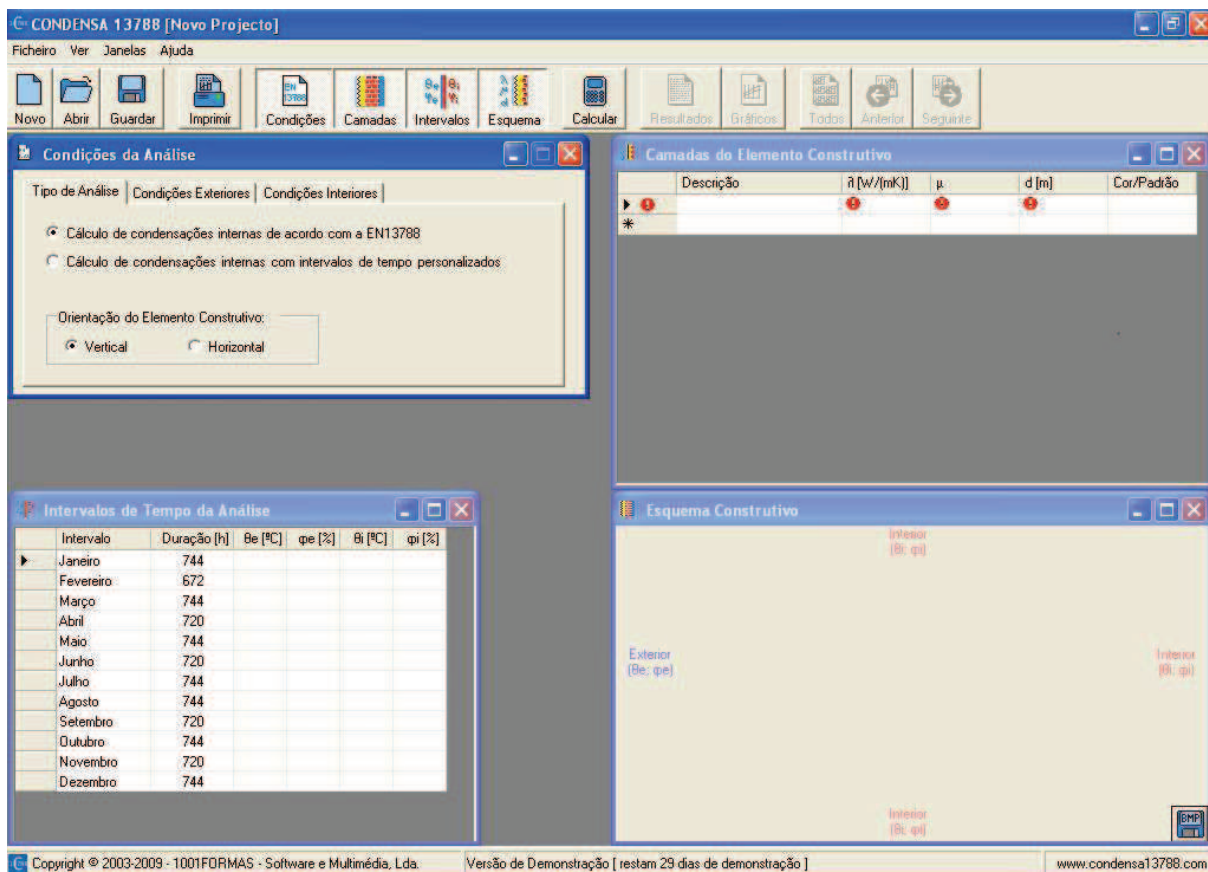 CONDENSA 13788 [Novo Projecto]
Ficheiro Ver Janelas Ajuda
Novo Abrir Guardar Imprimir Condições Camadas Intervalos Esquema Calcular Resultados Gráficos Todos Anterior Seguinte
Condições da Análise
Tipo de Análise Condições Exteriores Condições Interiores
Cálculo de condensações internas de acordo com a EN13788
Cálculo de condensações internas com intervalos de tempo personalizados
Orientação do Elemento Construtivo:
Vertical Horizontal
Camadas do Elemento Construtivo
Descrição λ [W/(mK)] μ d [m] Cor/Padrão
Intervalos de Tempo da Análise
Intervalo Duração [h] θe [ºC] φe [%] θi [ºC] φi [%]
Janeiro 744
Fevereiro 672
Março 744
Abril 720
Maio 744
Junho 720
Julho 744
Agosto 744
Setembro 720
Outubro 744
Novembro 720
Dezembro 744
Esquema Construtivo
Interior
(θi; φi)
Exterior
(θe; φe)
Interior
(θi; φi)
Interior
(θi; φi)
BMP
Copyright © 2003-2009 - 1001FORMAS - Software e Multimédia, Lda. Versão de Demonstração [ restam 29 dias de demonstração ] www.condensa13788.com